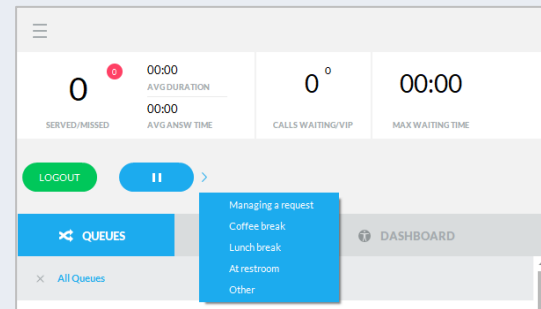 0
0
00:00
AVG DURATION
00:00
AVG ANSW TIME
SERVED/MISSED
0
0
CALLS WAITING/VIP
00:00
MAX WAITING TIME
LOGOUT
Managing a request
Coffee break
Lunch break
At restroom
Other
QUEUES
DASHBOARD
All Queues